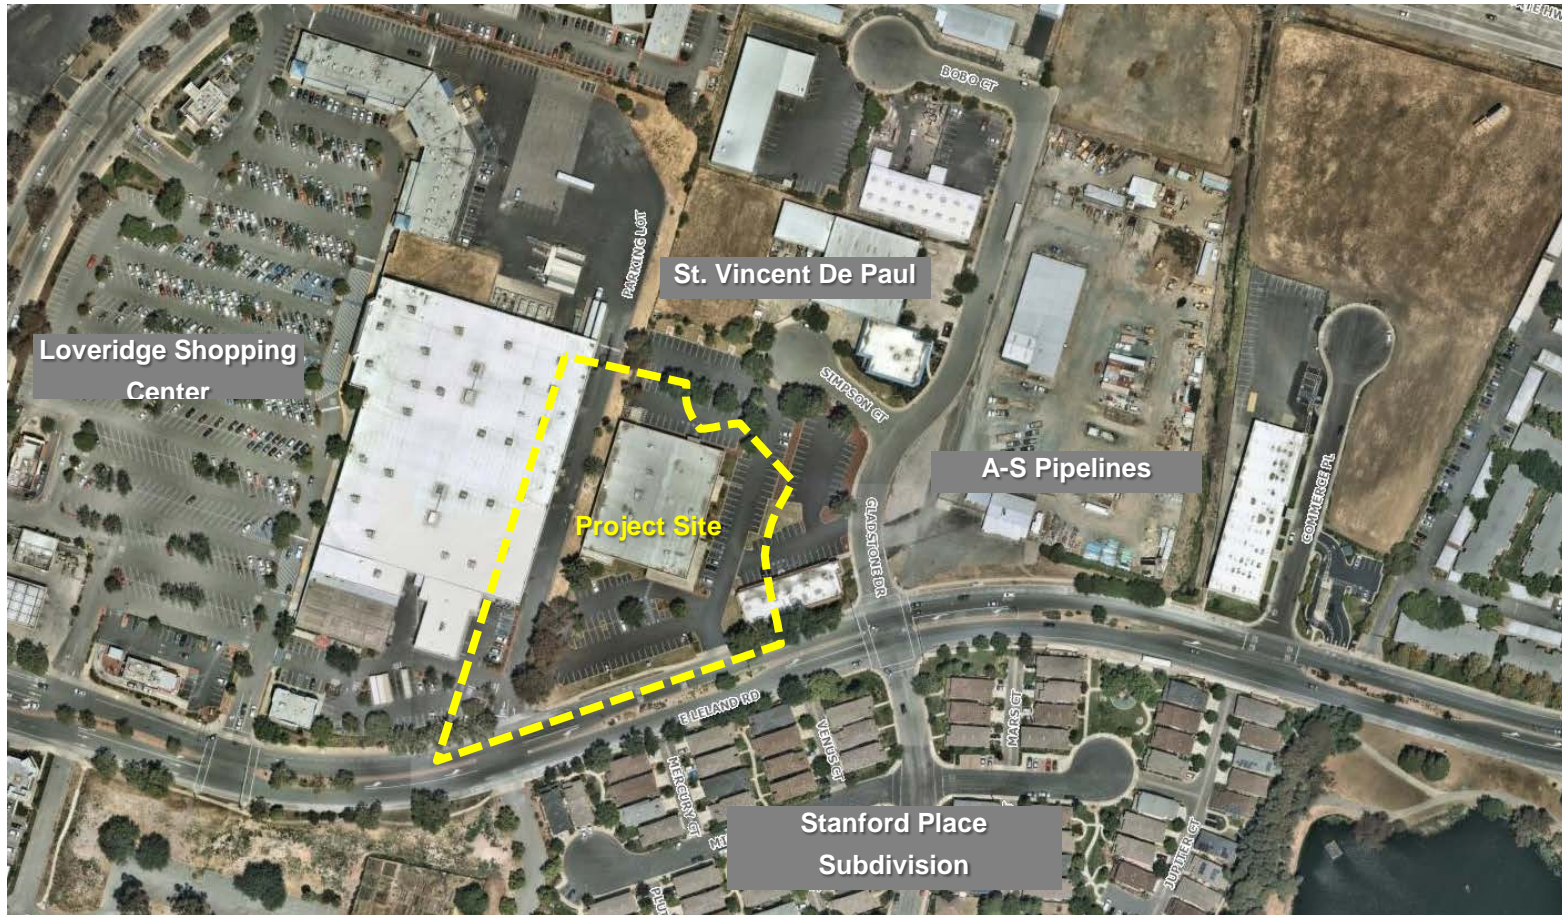 BOBO CT
PARKING LOT
St. Vincent De Paul
Loveridge Shopping
Center
SIMPSON CT
A-S Pipelines
COMMERCE PL
Project Site
GLADSTONE DR
E LELAND RD
VENUS CT
MARS CT
MERCURY CT
Stanford Place
Subdivision
JUPITER CT